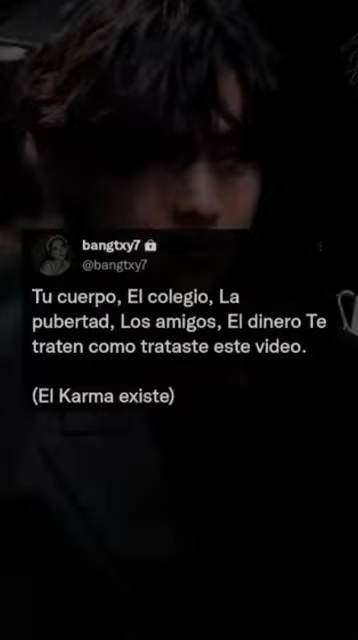 bangtxy7
@bangtxy7
Tu cuerpo, El colegio, La
pubertad, Los amigos, El dinero Te
traten como trataste este video.
(El Karma existe)